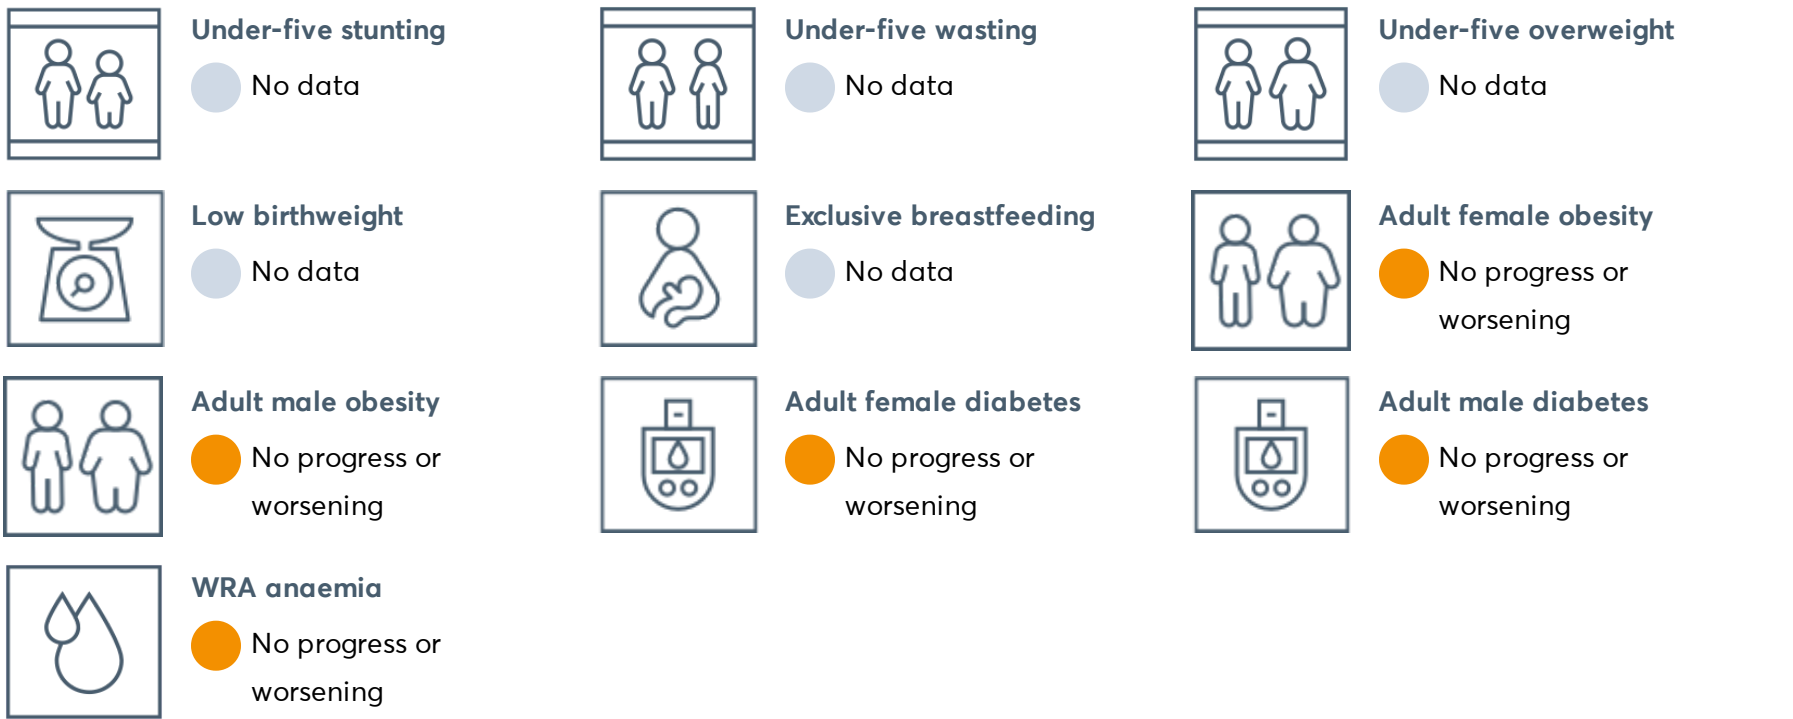 Under-five stunting
No data
Under-five wasting
No data
Under-five overweight
No data
Low birthweight
No data
Exclusive breastfeeding
No data
Adult female obesity
No progress or
worsening
Adult male obesity
No progress or
worsening
Adult female diabetes
No progress or
worsening
Adult male diabetes
No progress or
worsening
WRA anaemia
No progress or
worsening